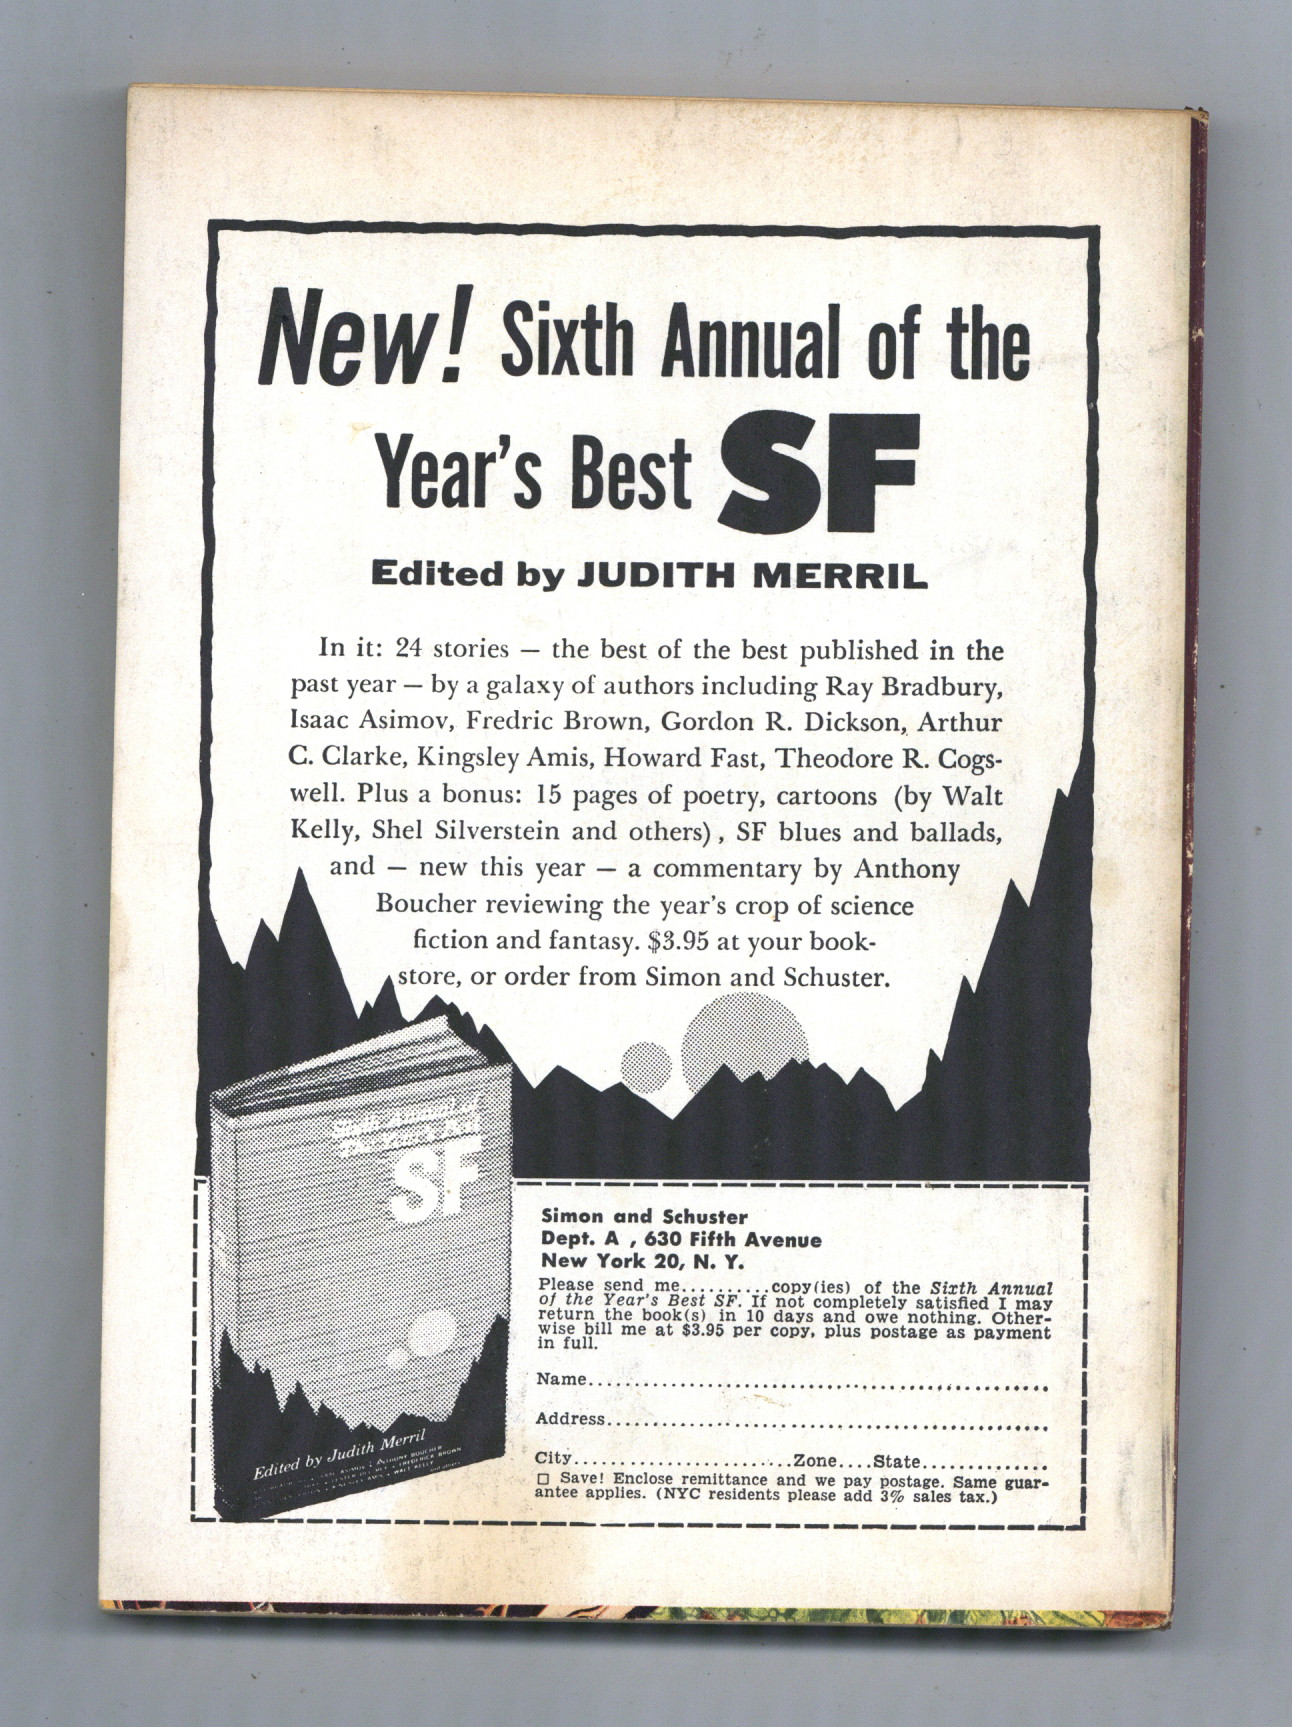 New! Sixth Annual of the
Year's Best SF
Edited by JUDITH MERRIL
In it: 24 stories — the best of the best published in the
past year — by a galaxy of authors including Ray Bradbury,
Isaac Asimov, Fredric Brown, Gordon R. Dickson, Arthur
C. Clarke, Kingsley Amis, Howard Fast, Theodore R. Cogs-
well. Plus a bonus: 15 pages of poetry, cartoons (by Walt
Kelly, Shel Silverstein and others), SF blues and ballads,
and — new this year — a commentary by Anthony
Boucher reviewing the year's crop of science
fiction and fantasy. $3.95 at your book-
store, or order from Simon and Schuster.
Sixth Annual of
The Year's Best
SF
Edited by Judith Merril
Simon and Schuster
Dept. A , 630 Fifth Avenue
New York 20, N. Y.
Please send me..........copy(ies) of the Sixth Annual
of the Year's Best SF. If not completely satisfied I may
return the book(s) in 10 days and owe nothing. Other-
wise bill me at $3.95 per copy, plus postage as payment
in full.
Name..................................................
Address...............................................
City........................Zone....State..............
☐ Save! Enclose remittance and we pay postage. Same guar-
antee applies. (NYC residents please add 3% sales tax.)